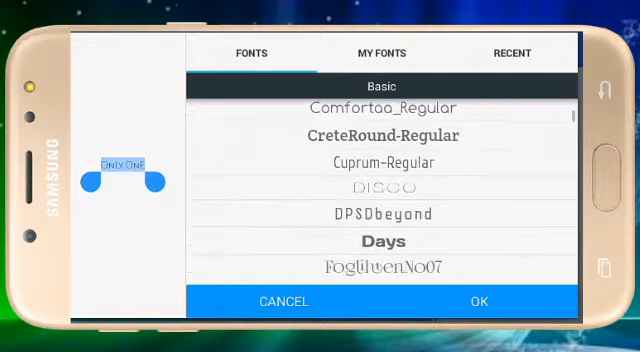 FONTS MY FONTS RECENT
Basic
Comfortaa_Regular
CreteRound-Regular
Cuprum-Regular
DISCO
DPSDbeyond
Days
FoglihtenNo07
CANCEL OK
OnLy OnE
SAMSUNG